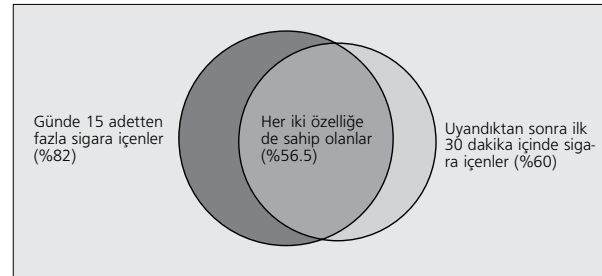 Günde 15 adetten
fazla sigara içenler
(%82)
Her iki özelliğe
de sahip olanlar
(%56.5)
Uyandıktan sonra ilk
30 dakika içinde siga-
ra içenler (%60)